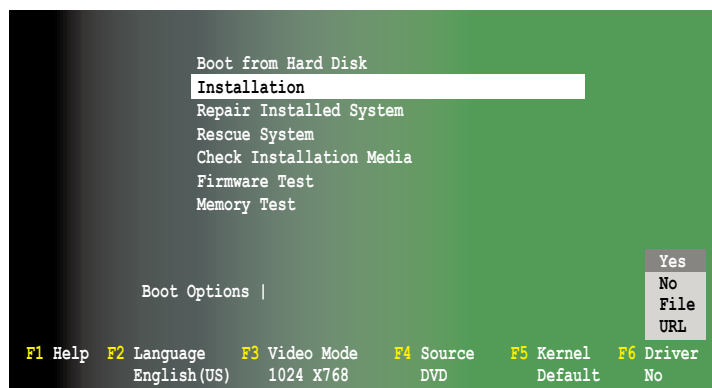 Boot from Hard Disk
Installation
Repair Installed System
Rescue System
Check Installation Media
Firmware Test
Memory Test
Boot Options |
Yes
No
File
URL
F1 Help F2 Language F3 Video Mode F4 Source F5 Kernel F6 Driver
English(US) 1024 X768 DVD Default No